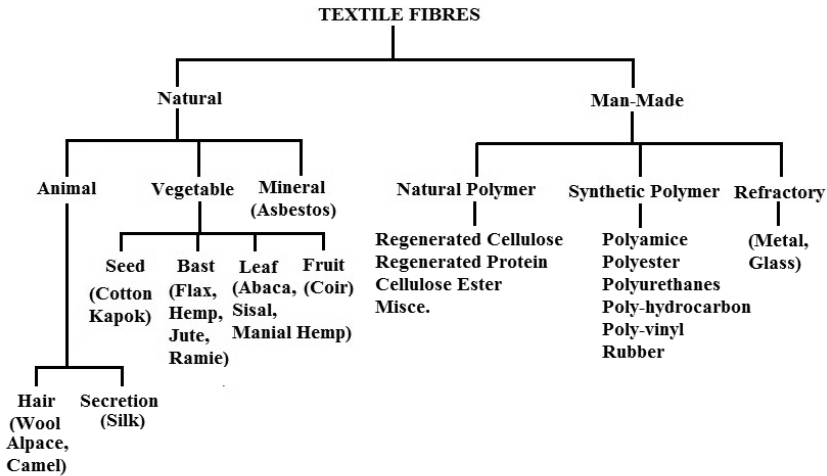 TEXTILE FIBRES
Natural
Man-Made
Animal
Vegetable
Mineral
(Asbestos)
Natural Polymer
Synthetic Polymer
Refractory
Seed
(Cotton
Kapok)
Bast
(Flax,
Hemp,
Jute,
Ramie)
Leaf
(Abaca,
Sisal,
Manial Hemp)
Fruit
(Coir)
Regenerated Cellulose
Regenerated Protein
Cellulose Ester
Misce.
Polyamice
Polyester
Polyurethanes
Poly-hydrocarbon
Poly-vinyl
Rubber
(Metal,
Glass)
Hair
(Wool
Alpace,
Camel)
Secretion
(Silk)